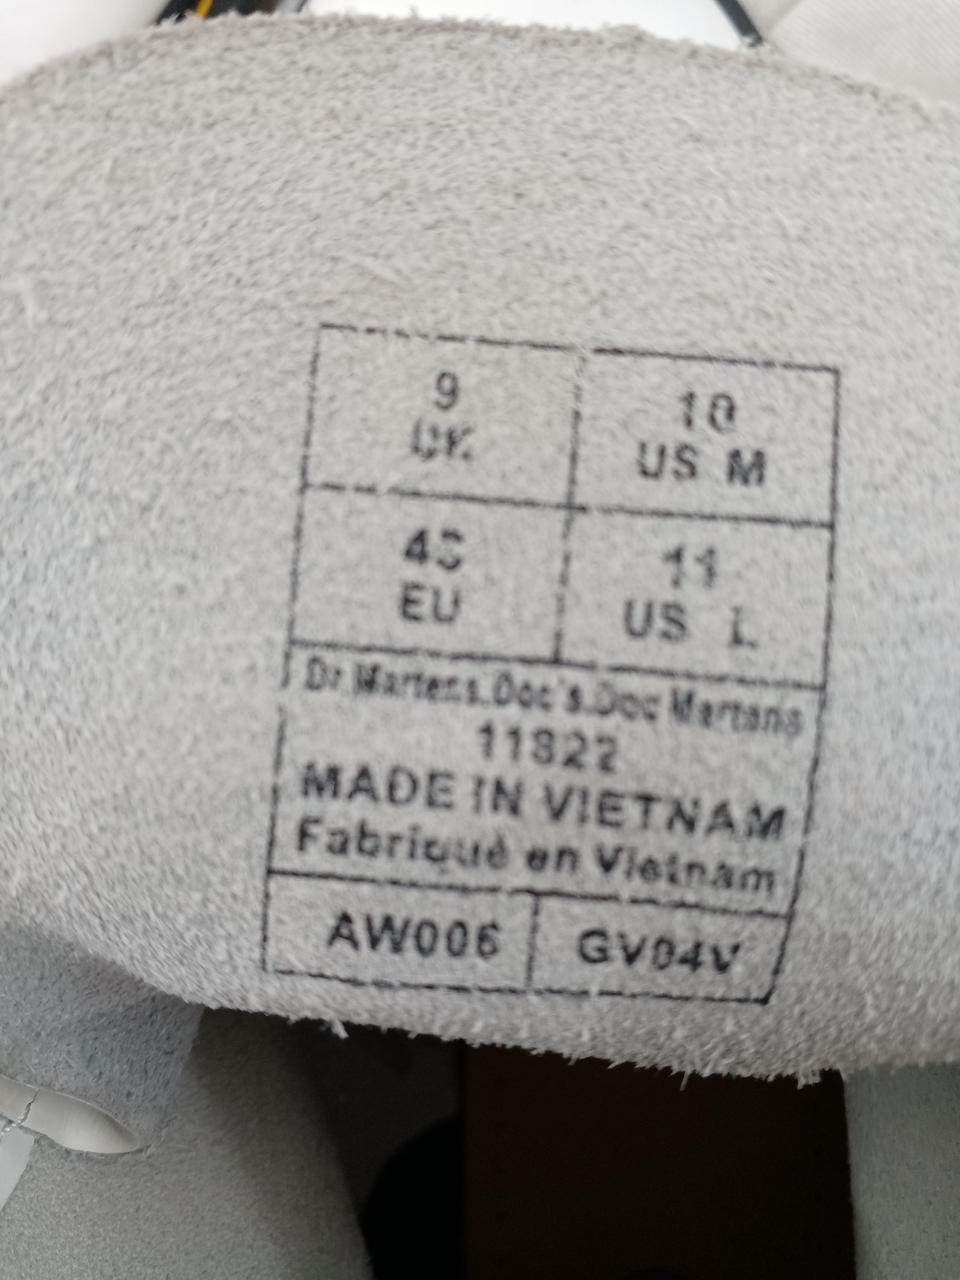 9
UK
10
US M
43
EU
11
US L
Dr.Martens.Doc's.Doc Martens
11822
MADE IN VIETNAM
Fabriqué en Vietnam
AW006
GV04V